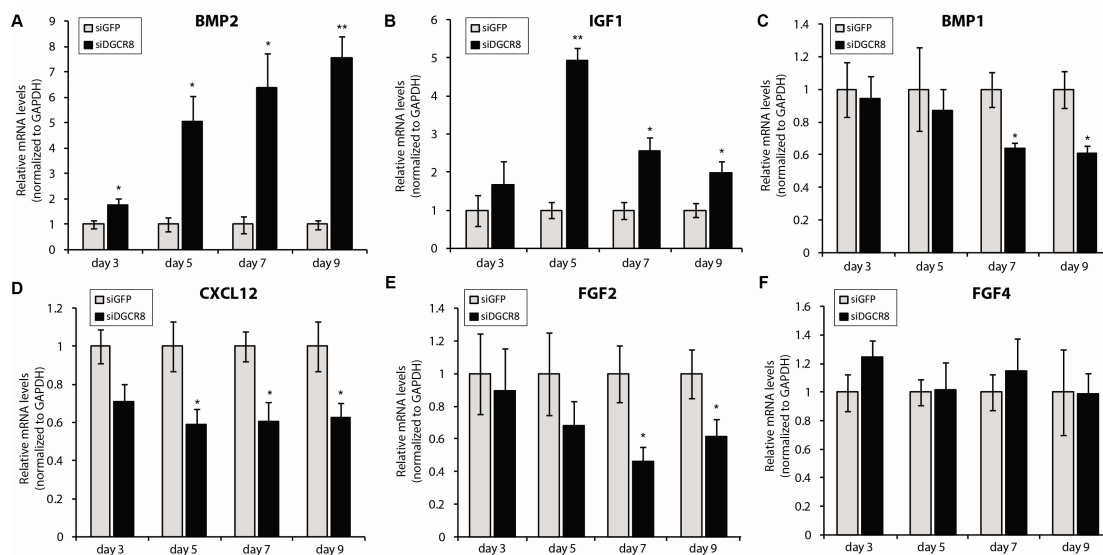 A
BMP2
siGFP
siDGCR8
Relative mRNA levels
(normalized to GAPDH)
9
8
7
6
5
4
3
2
1
0
*
*
*
**
day 3
day 5
day 7
day 9
B
IGF1
siGFP
siDGCR8
Relative mRNA levels
(normalized to GAPDH)
6
5
4
3
2
1
0
**
*
*
day 3
day 5
day 7
day 9
C
BMP1
siGFP
siDGCR8
Relative mRNA levels
(normalized to GAPDH)
1.4
1.2
1
0.8
0.6
0.4
0.2
0
*
*
day 3
day 5
day 7
day 9
D
CXCL12
siGFP
siDGCR8
Relative mRNA levels
(normalized to GAPDH)
1.2
1
0.8
0.6
0.4
0.2
0
*
*
*
day 3
day 5
day 7
day 9
E
FGF2
siGFP
siDGCR8
Relative mRNA levels
(normalized to GAPDH)
1.4
1.2
1
0.8
0.6
0.4
0.2
0
*
*
day 3
day 5
day 7
day 9
F
FGF4
siGFP
siDGCR8
Relative mRNA levels
(normalized to GAPDH)
1.6
1.4
1.2
1
0.8
0.6
0.4
0.2
0
day 3
day 5
day 7
day 9